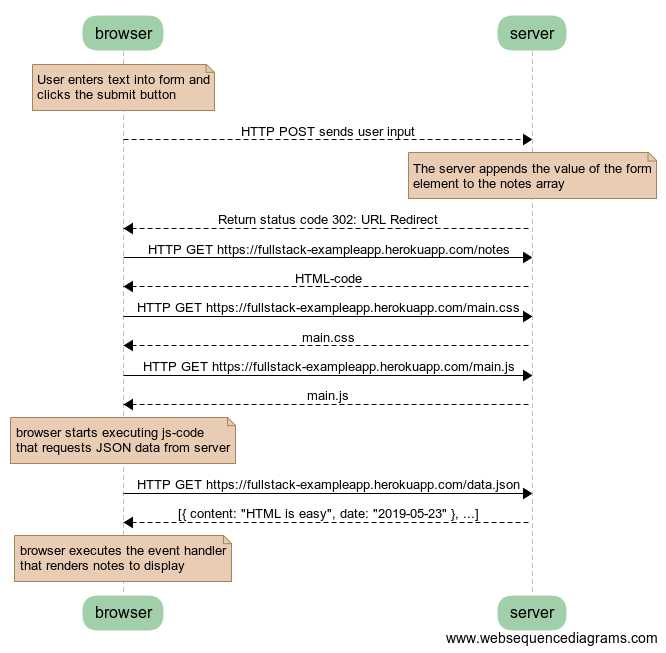 browser
server
User enters text into form and
clicks the submit button
HTTP POST sends user input
The server appends the value of the form
element to the notes array
Return status code 302: URL Redirect
HTTP GET https://fullstack-exampleapp.herokuapp.com/notes
HTML-code
HTTP GET https://fullstack-exampleapp.herokuapp.com/main.css
main.css
HTTP GET https://fullstack-exampleapp.herokuapp.com/main.js
main.js
browser starts executing js-code
that requests JSON data from server
HTTP GET https://fullstack-exampleapp.herokuapp.com/data.json
[{ content: "HTML is easy", date: "2019-05-23" }, ...]
browser executes the event handler
that renders notes to display
browser
server
www.websequencediagrams.com